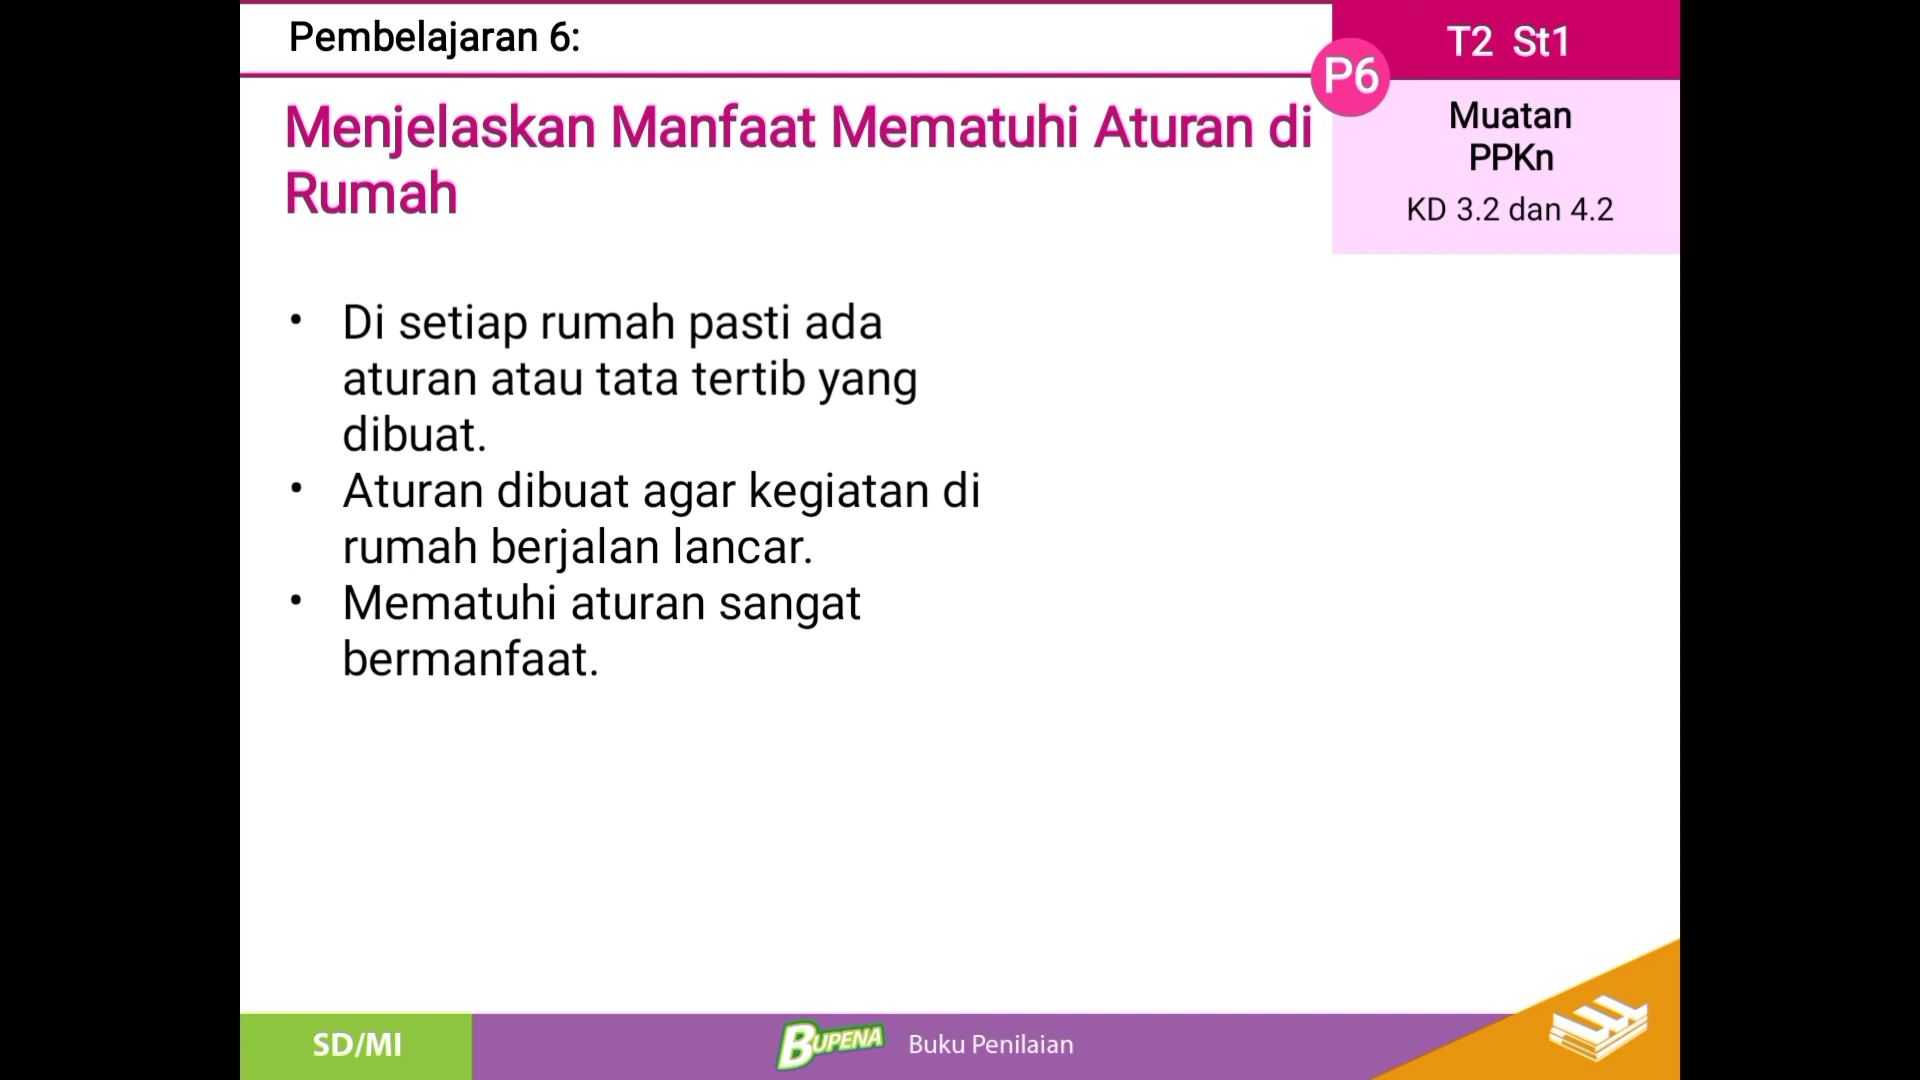 Pembelajaran 6:
T2 St1
P6
Menjelaskan Manfaat Mematuhi Aturan di
Rumah
Muatan
PPKn
KD 3.2 dan 4.2
• Di setiap rumah pasti ada
aturan atau tata tertib yang
dibuat.
• Aturan dibuat agar kegiatan di
rumah berjalan lancar.
• Mematuhi aturan sangat
bermanfaat.
SD/MI
BUPENA
Buku Penilaian